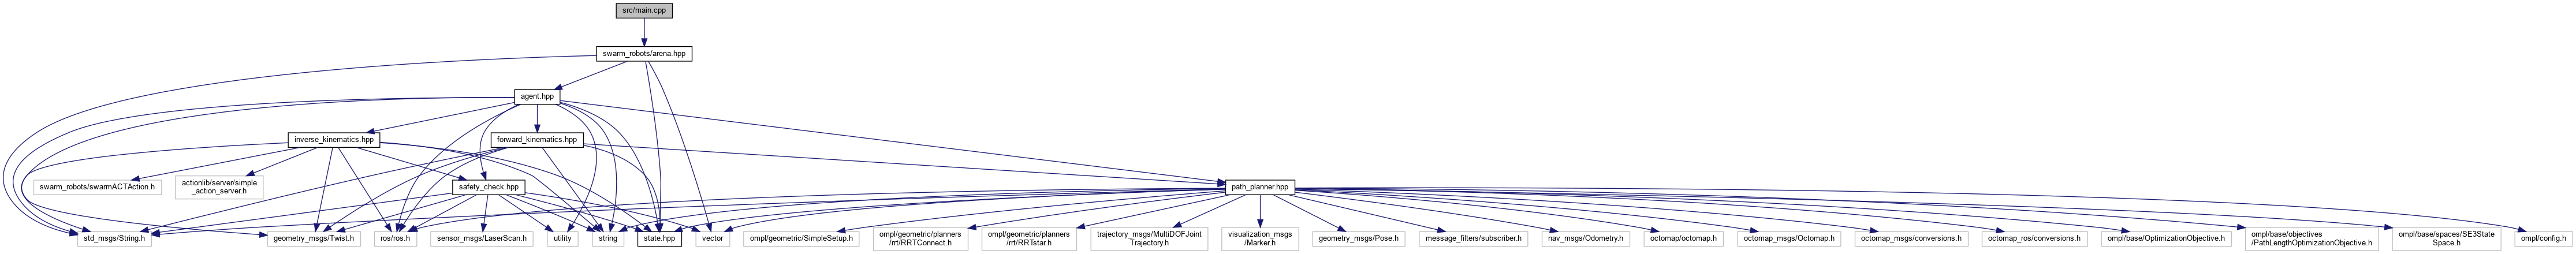 src/main.cpp
swarm_robots/arena.hpp
agent.hpp
inverse_kinematics.hpp
forward_kinematics.hpp
swarm_robots/swarmACTAction.h
actionlib/server/simple
_action_server.h
safety_check.hpp
path_planner.hpp
std_msgs/String.h
geometry_msgs/Twist.h
ros/ros.h
sensor_msgs/LaserScan.h
utility
string
state.hpp
vector
ompl/geometric/SimpleSetup.h
ompl/geometric/planners
/rrt/RRTConnect.h
ompl/geometric/planners
/rrt/RRTstar.h
trajectory_msgs/MultiDOFJoint
Trajectory.h
visualization_msgs
/Marker.h
geometry_msgs/Pose.h
message_filters/subscriber.h
nav_msgs/Odometry.h
octomap/octomap.h
octomap_msgs/Octomap.h
octomap_msgs/conversions.h
octomap_ros/conversions.h
ompl/base/OptimizationObjective.h
ompl/base/objectives
/PathLengthOptimizationObjective.h
ompl/base/spaces/SE3State
Space.h
ompl/config.h